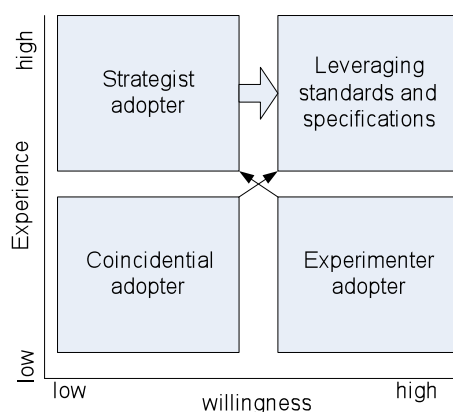 high
Experience
low
Strategist
adopter
Leveraging
standards and
specifications
Coincidential
adopter
Experimenter
adopter
low
willingness
high